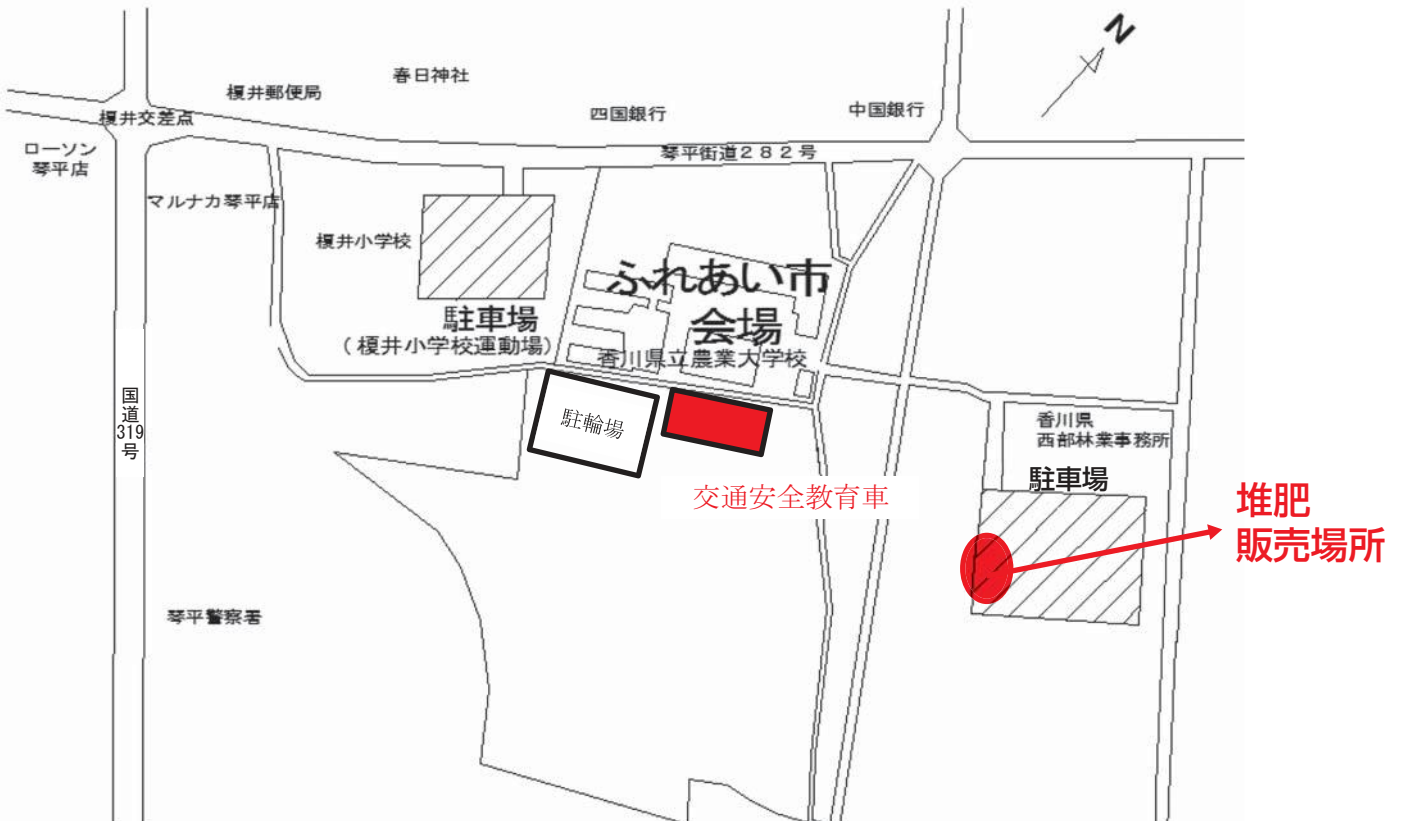 N
春日神社
榎井郵便局
四国銀行
中国銀行
榎井交差点
ローソン
琴平店
琴平街道282号
マルナカ琴平店
榎井小学校
ふれあい市
会場
駐車場
(榎井小学校運動場)
香川県立農業大学校
国道
319
号
駐輪場
香川県
西部林業事務所
駐車場
交通安全教育車
堆肥
販売場所
琴平警察署